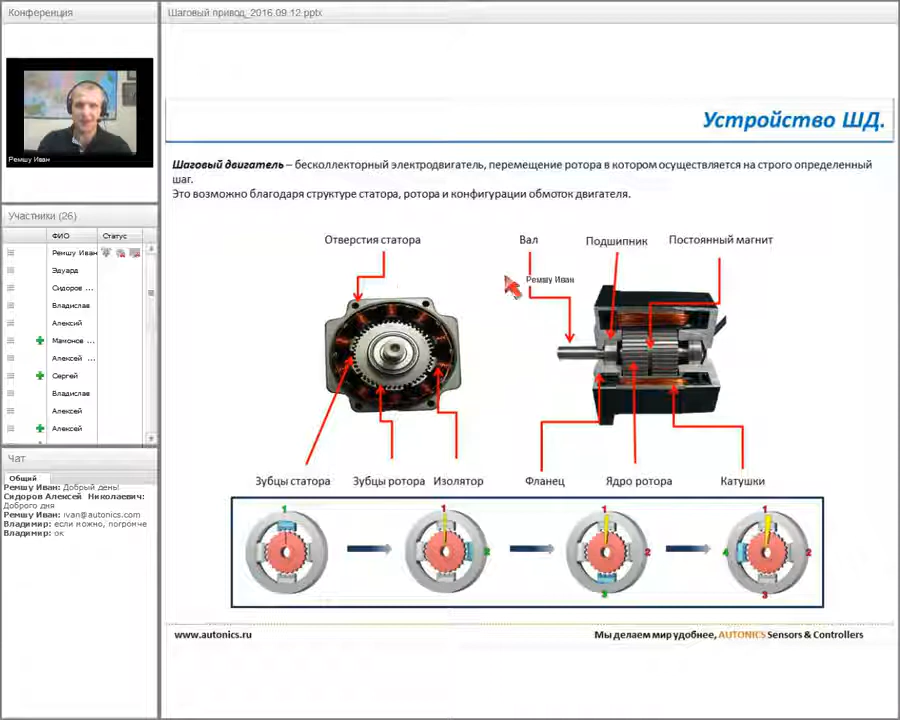 Конференция
Ремшу Иван
Участники (26)
ФИО Статус
Ремшу Иван
Эдуард
Сидоров ...
Владислав
Алексий
Мамонов ...
Алексей ...
Сергей
Владислав
Алексей
Алексей
Чат
Общий
Ремшу Иван: Добрый день!
Сидоров Алексей Николаевич:
Доброго дня
Ремшу Иван: ivan@autonics.com
Владимир: если можно, погромче
Владимир: ок
Шаговый привод_2016.09.12.pptx
Устройство ШД.
Шаговый двигатель – бесколлекторный электродвигатель, перемещение ротора в котором осуществляется на строго определенный
шаг.
Это возможно благодаря структуре статора, ротора и конфигурации обмоток двигателя.
Отверстия статора
Вал
Подшипник
Постоянный магнит
Ремшу Иван
Зубцы статора
Зубцы ротора
Изолятор
Фланец
Ядро ротора
Катушки
1
1
2
1
2
3
1
2
3
4
www.autonics.ru
Мы делаем мир удобнее, AUTONICS Sensors & Controllers